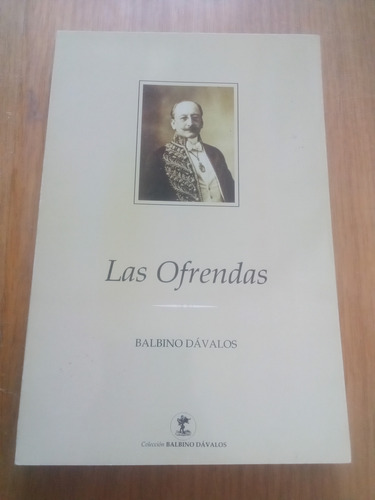 Las Ofrendas
BALBINO DÁVALOS
Colección BALBINO DÁVALOS